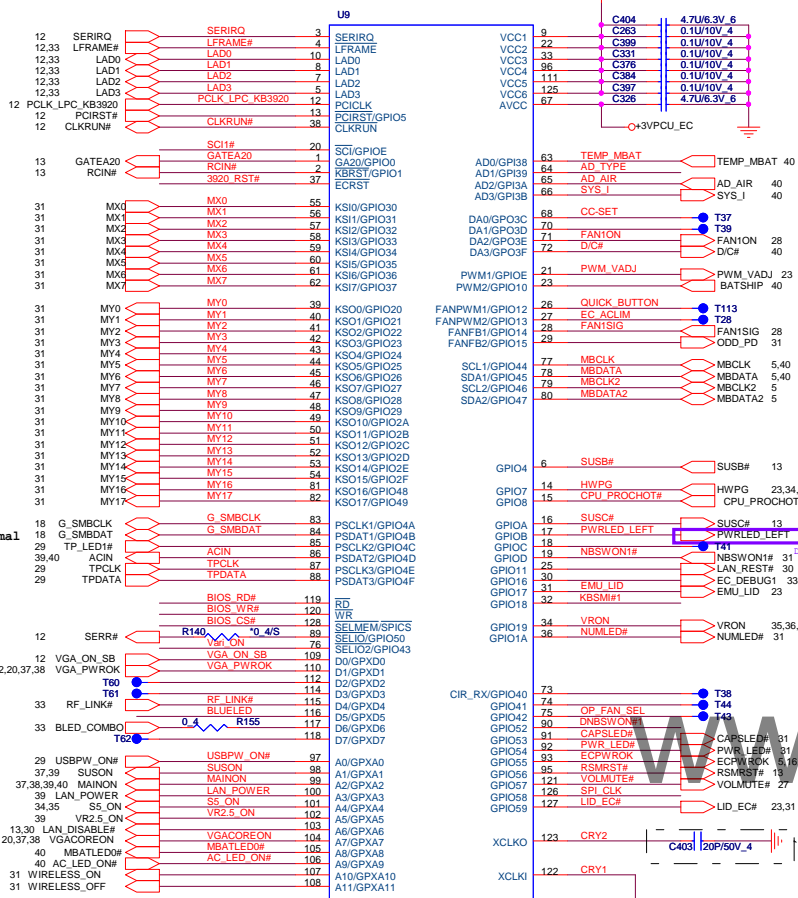 U9
C404 4.7U/6.3V_6
C263 0.1U/10V_4
C399 0.1U/10V_4
C331 0.1U/10V_4
C376 0.1U/10V_4
C384 0.1U/10V_4
C397 0.1U/10V_4
C326 4.7U/6.3V_6
+3VPCU_EC
12 SERIRQ SERIRQ 3 SERIRQ
12,33 LFRAME# LFRAME# 4 LFRAME
12,33 LAD0 LAD0 10 LAD0
12,33 LAD1 LAD1 8 LAD1
12,33 LAD2 LAD2 7 LAD2
12,33 LAD3 LAD3 5 LAD3
12 PCLK_LPC_KB3920 PCLK_LPC_KB3920 12 PCICLK
12 PCIRST# 13 PCIRST/GPIO5
12 CLKRUN# CLKRUN# 38 CLKRUN
SCI1# 20 SCI/GPIOE
13 GATEA20 GATEA20 1 GA20/GPIO0
13 RCIN# RCIN# 2 KBRST/GPIO1
3920_RST# 37 ECRST
31 MX0 MX0 55 KSI0/GPIO30
31 MX1 MX1 56 KSI1/GPIO31
31 MX2 MX2 57 KSI2/GPIO32
31 MX3 MX3 58 KSI3/GPIO33
31 MX4 MX4 59 KSI4/GPIO34
31 MX5 MX5 60 KSI5/GPIO35
31 MX6 MX6 61 KSI6/GPIO36
31 MX7 MX7 62 KSI7/GPIO37
31 MY0 MY0 39 KSO0/GPIO20
31 MY1 MY1 40 KSO1/GPIO21
31 MY2 MY2 41 KSO2/GPIO22
31 MY3 MY3 42 KSO3/GPIO23
31 MY4 MY4 43 KSO4/GPIO24
31 MY5 MY5 44 KSO5/GPIO25
31 MY6 MY6 45 KSO6/GPIO26
31 MY7 MY7 46 KSO7/GPIO27
31 MY8 MY8 47 KSO8/GPIO28
31 MY9 MY9 48 KSO9/GPIO29
31 MY10 MY10 49 KSO10/GPIO2A
31 MY11 MY11 50 KSO11/GPIO2B
31 MY12 MY12 51 KSO12/GPIO2C
31 MY13 MY13 52 KSO13/GPIO2D
31 MY14 MY14 53 KSO14/GPIO2E
31 MY15 MY15 54 KSO15/GPIO2F
31 MY16 MY16 81 KSO16/GPIO48
31 MY17 MY17 82 KSO17/GPIO49
mal
18 G_SMBCLK G_SMBCLK 83 PSCLK1/GPIO4A
18 G_SMBDAT G_SMBDAT 84 PSDAT1/GPIO4B
29 TP_LED1# 85 PSCLK2/GPIO4C
39,40 ACIN ACIN 86 PSDAT2/GPIO4D
29 TPCLK TPCLK 87 PSCLK3/GPIO4E
29 TPDATA TPDATA 88 PSDAT3/GPIO4F
BIOS_RD# 119 RD
BIOS_WR# 120 WR
BIOS_CS# 128 SELMEM/SPICS
12 SERR# R140 *0_4/S 89 SELIO/GPIO50
Vari_ON 76 SELIO2/GPIO43
12 VGA_ON_SB VGA_ON_SB 109 D0/GPXD0
2,20,37,38 VGA_PWROK VGA_PWROK 110 D1/GPXD1
T60 112 D2/GPXD2
T61 114 D3/GPXD3
33 RF_LINK# RF_LINK# 115 D4/GPXD4
BLUELED 116 D5/GPXD5
33 BLED_COMBO 0_4 R155 117 D6/GPXD6
T62 118 D7/GPXD7
29 USBPW_ON# USBPW_ON# 97 A0/GPXA0
37,39 SUSON SUSON 98 A1/GPXA1
37,38,39,40 MAINON MAINON 99 A2/GPXA2
39 LAN_POWER LAN_POWER 100 A3/GPXA3
34,35 S5_ON S5_ON 101 A4/GPXA4
39 VR2.5_ON VR2.5_ON 102 A5/GPXA5
13,30 LAN_DISABLE# 103 A6/GPXA6
20,37,38 VGACOREON VGACOREON 104 A7/GPXA7
40 MBATLED0# MBATLED0# 105 A8/GPXA8
40 AC_LED_ON# AC_LED_ON# 106 A9/GPXA9
31 WIRELESS_ON 107 A10/GPXA10
31 WIRELESS_OFF 108 A11/GPXA11
VCC1 9
VCC2 22
VCC3 33
VCC4 96
VCC5 111
VCC6 125
AVCC 67
AD0/GPI38 63 TEMP_MBAT TEMP_MBAT 40
AD1/GPI39 64 AD_TYPE
AD2/GPI3A 65 AD_AIR AD_AIR 40
AD3/GPI3B 66 SYS_I SYS_I 40
DA0/GPO3C 68 CC-SET T37
DA1/GPO3D 70 T39
DA2/GPO3E 71 FAN1ON FAN1ON 28
DA3/GPO3F 72 D/C# D/C# 40
PWM1/GPIOE 21 PWM_VADJ PWM_VADJ 23
PWM2/GPIO10 23 BATSHIP 40
FANPWM1/GPIO12 26 QUICK_BUTTON T113
FANPWM2/GPIO13 27 EC_ACLIM T28
FANFB1/GPIO14 28 FAN1SIG FAN1SIG 28
FANFB2/GPIO15 29 ODD_PD 31
SCL1/GPIO44 77 MBCLK MBCLK 5,40
SDA1/GPIO45 78 MBDATA MBDATA 5,40
SCL2/GPIO46 79 MBCLK2 MBCLK2 5
SDA2/GPIO47 80 MBDATA2 MBDATA2 5
GPIO4 6 SUSB# SUSB# 13
GPIO7 14 HWPG HWPG 23,34,
GPIO8 15 CPU_PROCHOT# CPU_PROCHOT
GPIOA 16 SUSC# SUSC# 13
GPIOB 17 PWRLED_LEFT PWRLED_LEFT
GPIOC 18 T41
GPIOD 19 NBSWON1# NBSWON1# 31
GPIO11 25 LAN_REST# 30
GPIO16 30 EC_DEBUG1 33
GPIO17 31 EMU_LID EMU_LID 23
GPIO18 32 KBSMI#1
GPIO19 34 VRON VRON 35,36,
GPIO1A 36 NUMLED# NUMLED# 31
CIR_RX/GPIO40 73 T38
GPIO41 74 T44
GPIO42 75 OP_FAN_SEL T43
GPIO52 90 DNBSWON#1
GPIO53 91 CAPSLED# CAPSLED# 31
GPIO54 92 PWR_LED# PWR_LED# 31
GPIO55 93 ECPWROK ECPWROK 5,16
GPIO56 95 RSMRST# RSMRST# 13
GPIO57 121 VOLMUTE# VOLMUTE# 27
GPIO58 126 SPI_CLK
GPIO59 127 LID_EC# LID_EC# 23,31
XCLKO 123 CRY2 C403 20P/50V_4
XCLKI 122 CRY1
ww